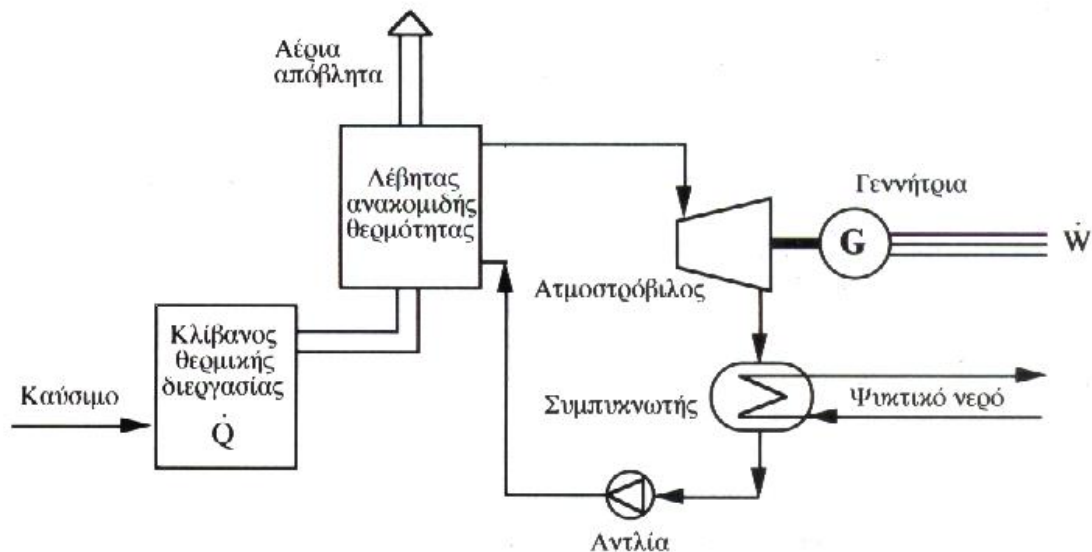 Αέρια
απόβλητα
Λέβητας
ανακομιδής
θερμότητας
Γεννήτρια
G
Ẇ
Ατμοστρόβιλος
Κλίβανος
θερμικής
διεργασίας
Q̇
Καύσιμο
Συμπυκνωτής
Ψυκτικό νερό
Αντλία